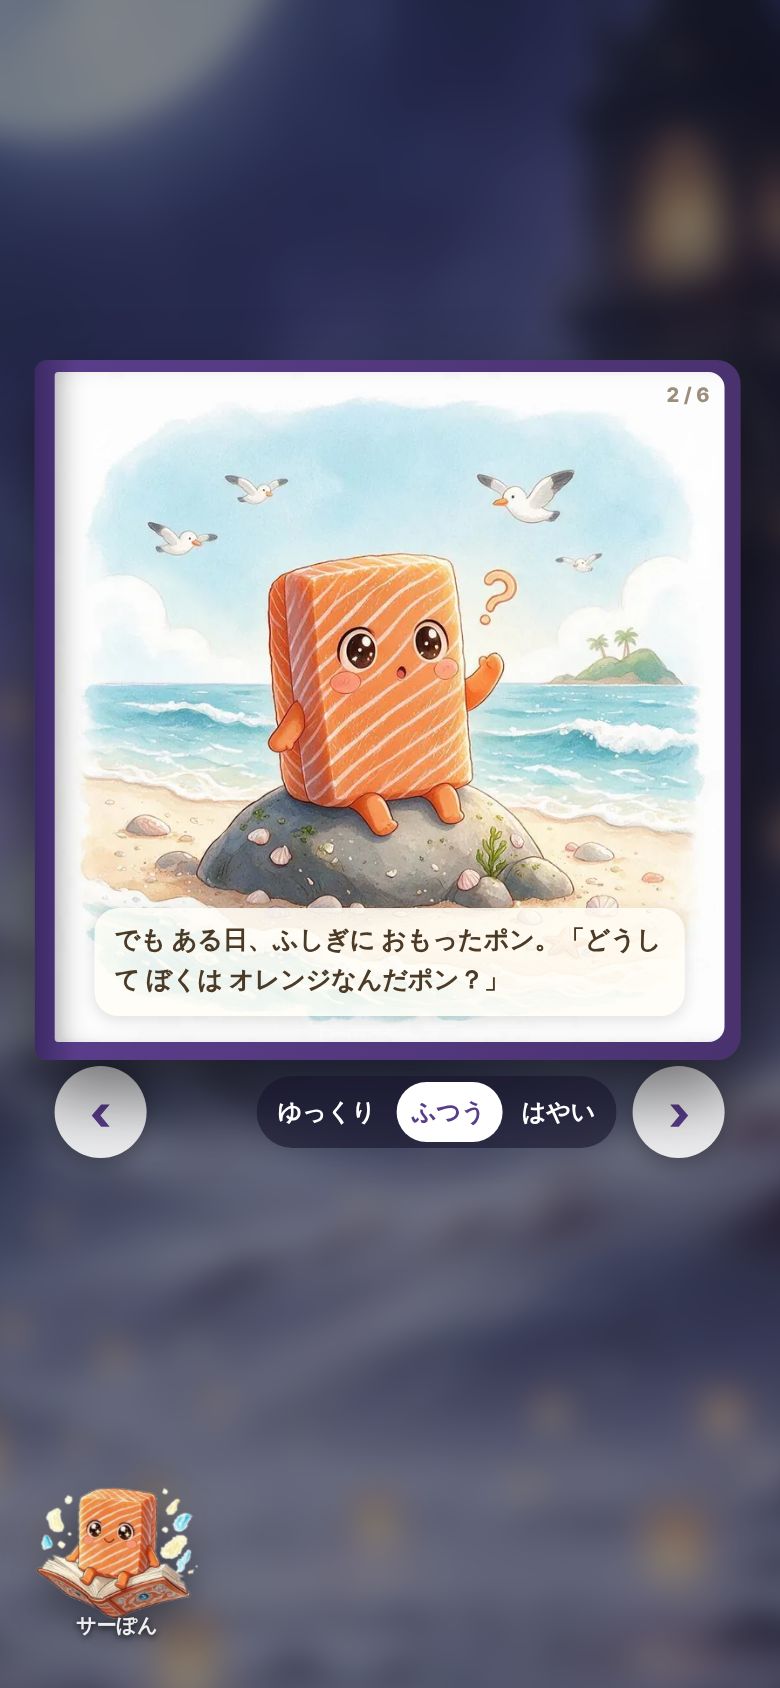 2 / 6
でも ある日、ふしぎに おもったポン。「どうし
て ぼくは オレンジなんだポン？」
ゆっくり ふつう はやい
サーぽん